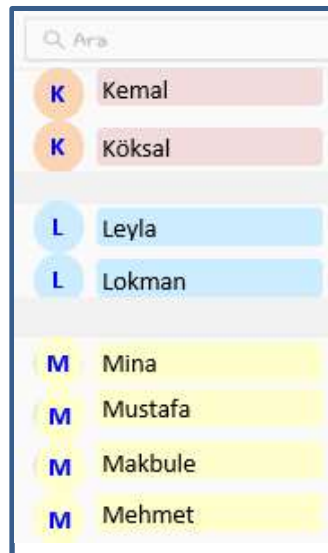 Ara
K Kemal
K Köksal
L Leyla
L Lokman
M Mina
M Mustafa
M Makbule
M Mehmet